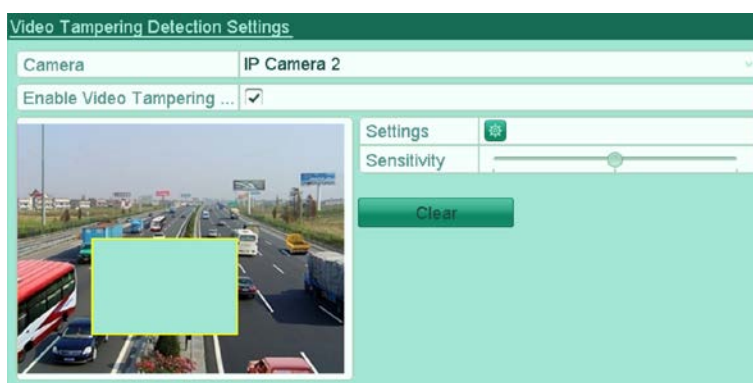 Video Tampering Detection Settings
Camera IP Camera 2
Enable Video Tampering ...
Settings
Sensitivity
Clear